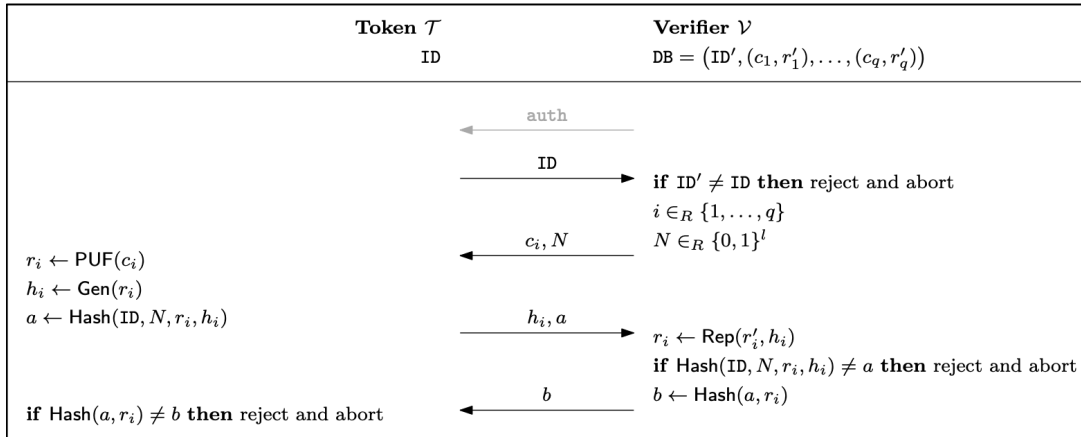 Token 𝒯 Verifier 𝒱
ID DB = (ID′, (c₁, r′₁), . . . , (c_q, r′_q))
auth
ID
if ID′ ≠ ID then reject and abort
i ∈_R {1, . . . , q}
c_i, N N ∈_R {0, 1}^l
r_i ← PUF(c_i)
h_i ← Gen(r_i)
a ← Hash(ID, N, r_i, h_i) h_i, a
r_i ← Rep(r′_i, h_i)
if Hash(ID, N, r_i, h_i) ≠ a then reject and abort
b b ← Hash(a, r_i)
if Hash(a, r_i) ≠ b then reject and abort